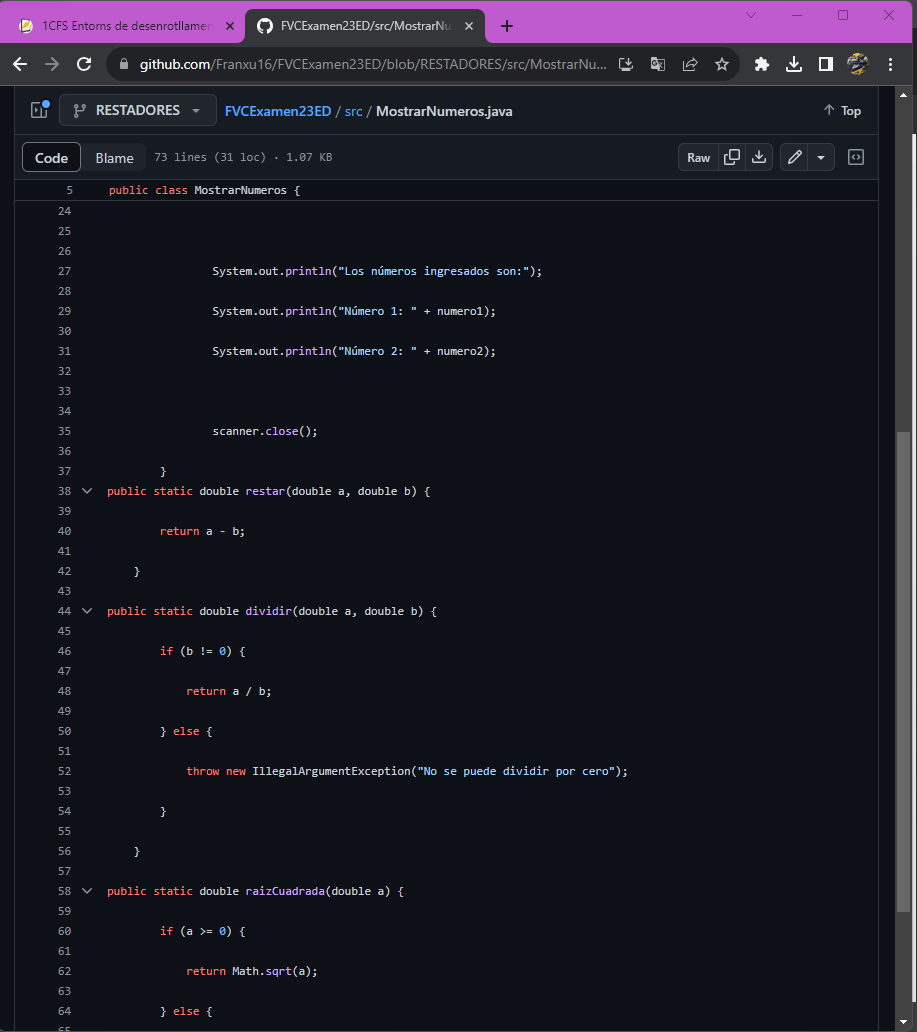 1CFS Entorns de desenrotllamen
FVCExamen23ED/src/MostrarNu
github.com/Franxu16/FVCExamen23ED/blob/RESTADORES/src/MostrarNu...
RESTADORES
FVCExamen23ED / src / MostrarNumeros.java
Top
Code
Blame
73 lines (31 loc) · 1.07 KB
Raw
5 public class MostrarNumeros {
24
25
26
27 System.out.println("Los números ingresados son:");
28
29 System.out.println("Número 1: " + numero1);
30
31 System.out.println("Número 2: " + numero2);
32
33
34
35 scanner.close();
36
37 }
38 public static double restar(double a, double b) {
39
40 return a - b;
41
42 }
43
44 public static double dividir(double a, double b) {
45
46 if (b != 0) {
47
48 return a / b;
49
50 } else {
51
52 throw new IllegalArgumentException("No se puede dividir por cero");
53
54 }
55
56 }
57
58 public static double raizCuadrada(double a) {
59
60 if (a >= 0) {
61
62 return Math.sqrt(a);
63
64 } else {
65